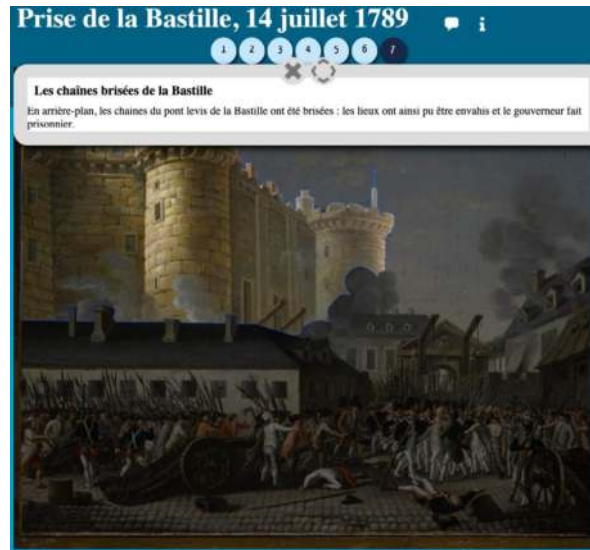 Prise de la Bastille, 14 juillet 1789
1 2 3 4 5 6 7
Les chaînes brisées de la Bastille
En arrière-plan, les chaines du pont levis de la Bastille ont été brisées : les lieux ont ainsi pu être envahis et le gouverneur fait
prisonnier.